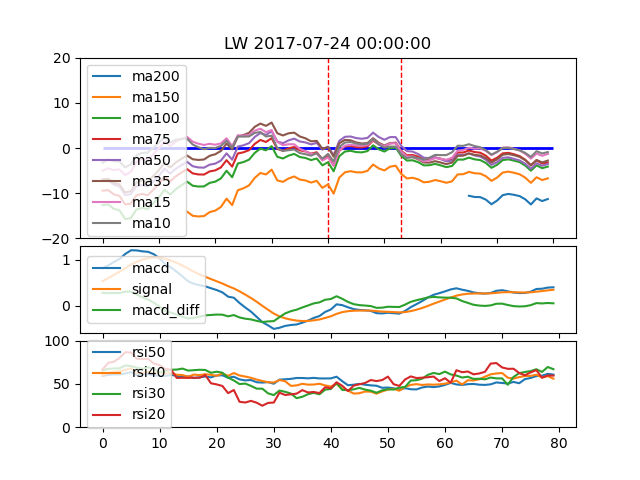 LW 2017-07-24 00:00:00
20
10
0
−10
−20
ma200
ma150
ma100
ma75
ma50
ma35
ma15
ma10
1
0
macd
signal
macd_diff
100
50
0
rsi50
rsi40
rsi30
rsi20
0 10 20 30 40 50 60 70 80